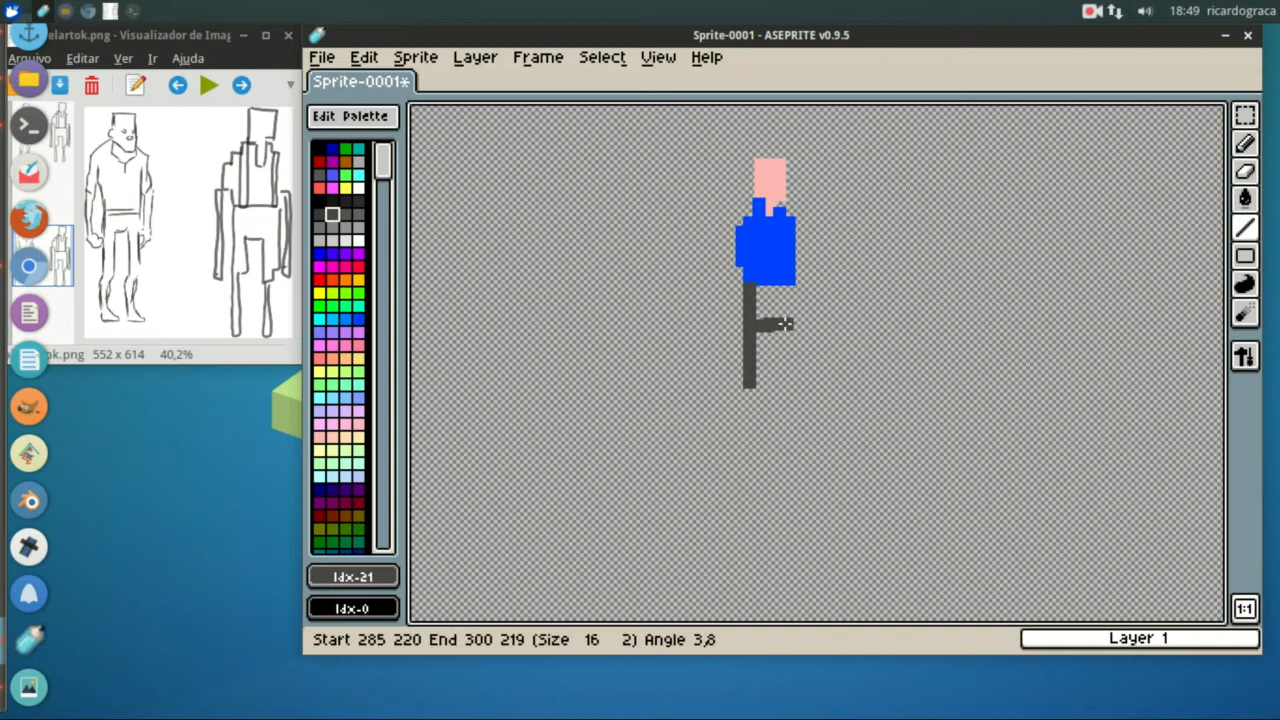 18:49 ricardograca
elartok.png - Visualizador de Imag
Sprite-0001 - ASEPRITE v0.9.5
Arquivo Editar Ver Ir Ajuda
File Edit Sprite Layer Frame Select View Help
Sprite-0001*
Edit Palette
ok.png 552 x 614 40,2%
Idx-21
Idx-0
1:1
Start 285 220 End 300 219 (Size 16 2) Angle 3,8
Layer 1